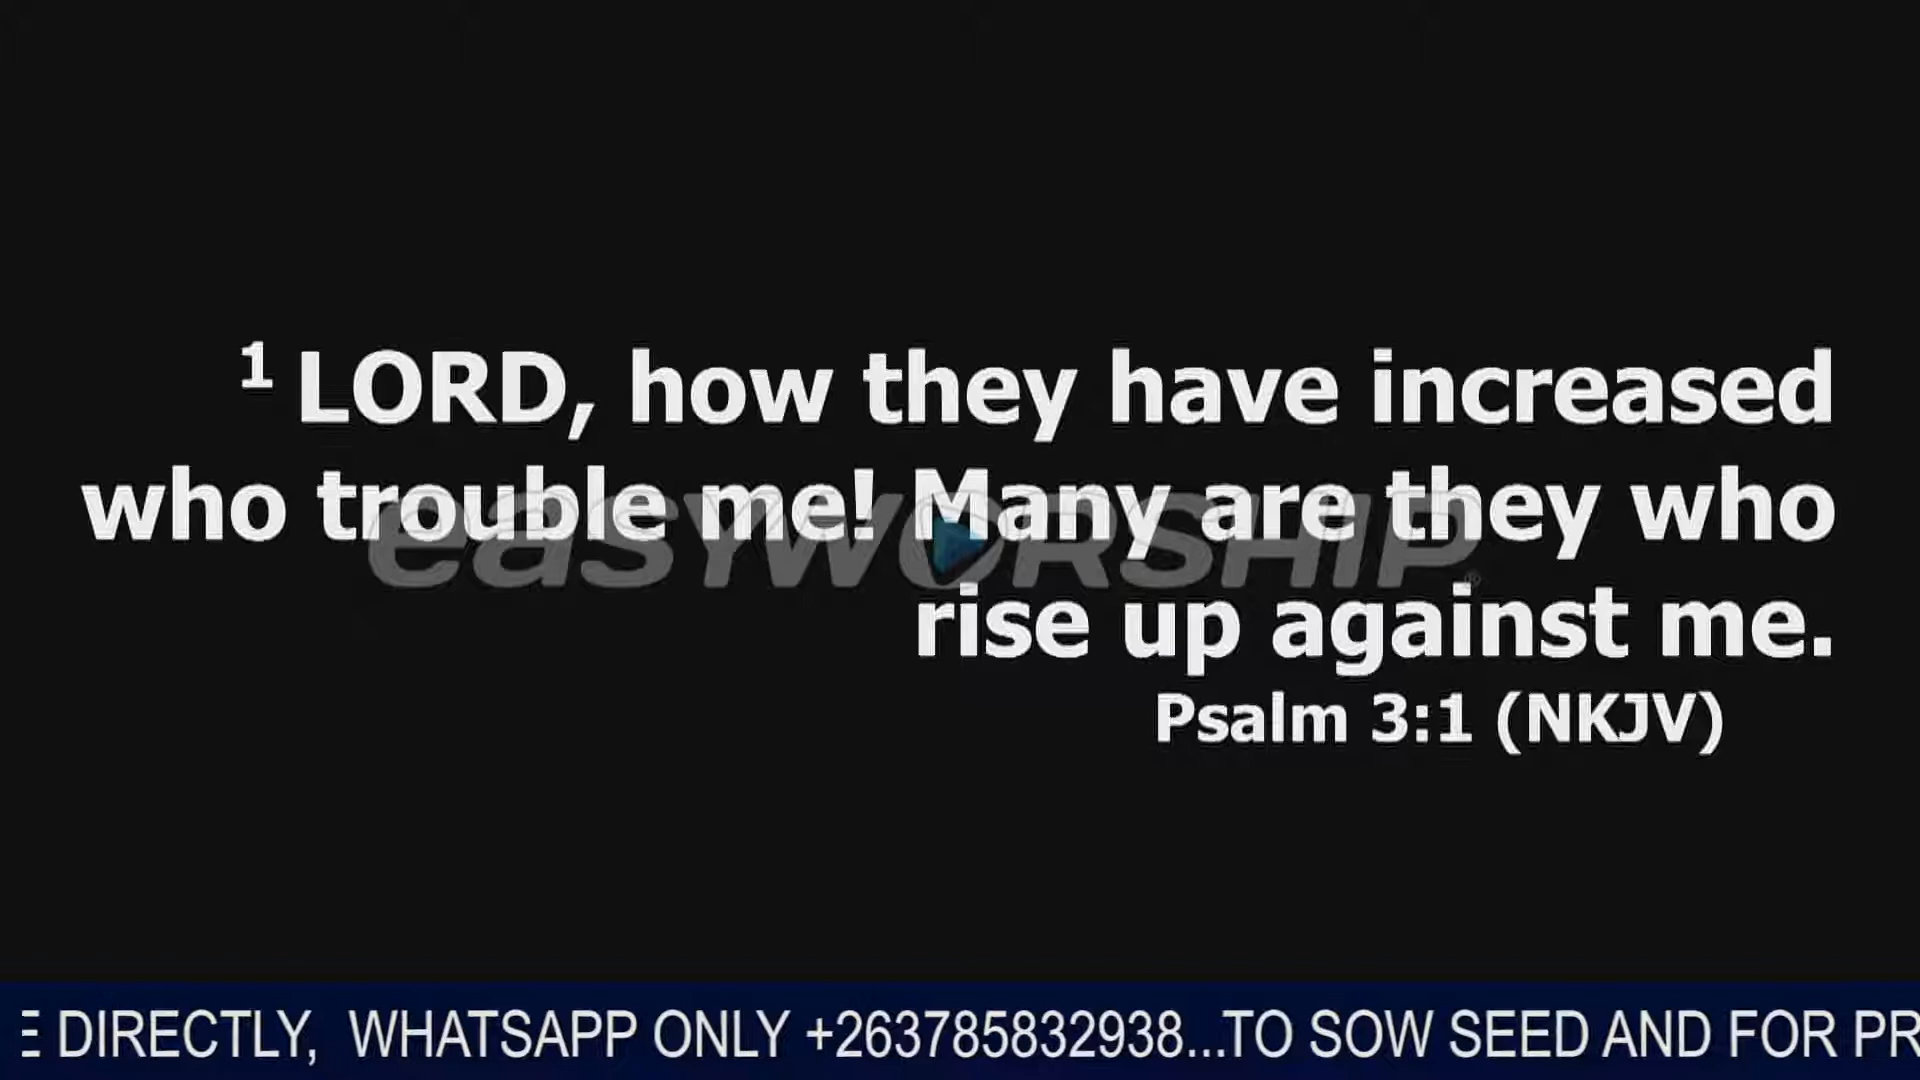 1 LORD, how they have increased
who trouble me! Many are they who
easyWORSHIP®
rise up against me.
Psalm 3:1 (NKJV)
E DIRECTLY, WHATSAPP ONLY +263785832938...TO SOW SEED AND FOR PR